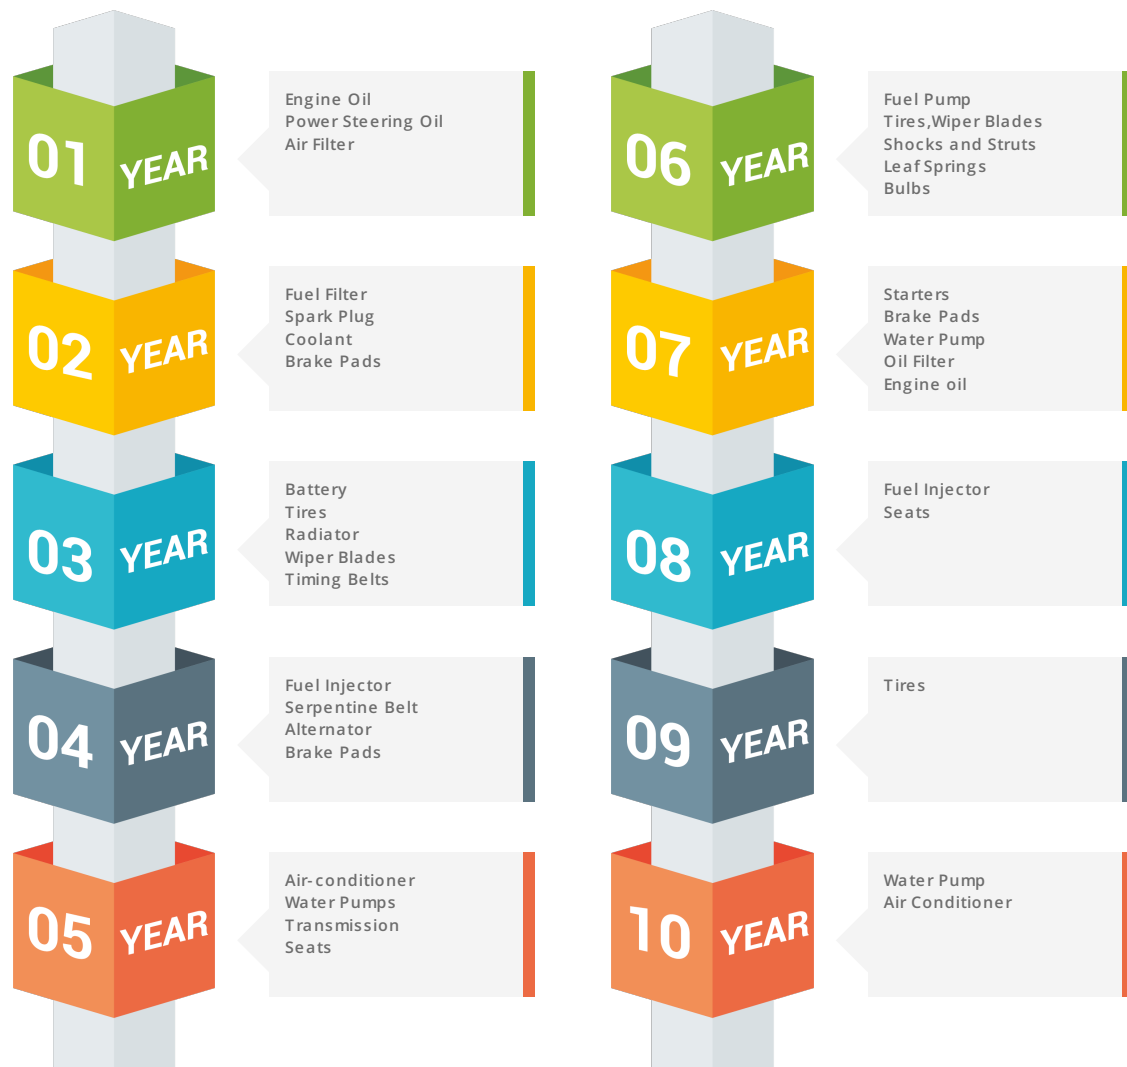 01 YEAR
Engine Oil
Power Steering Oil
Air Filter
02 YEAR
Fuel Filter
Spark Plug
Coolant
Brake Pads
03 YEAR
Battery
Tires
Radiator
Wiper Blades
Timing Belts
04 YEAR
Fuel Injector
Serpentine Belt
Alternator
Brake Pads
05 YEAR
Air-conditioner
Water Pumps
Transmission
Seats
06 YEAR
Fuel Pump
Tires,Wiper Blades
Shocks and Struts
Leaf Springs
Bulbs
07 YEAR
Starters
Brake Pads
Water Pump
Oil Filter
Engine oil
08 YEAR
Fuel Injector
Seats
09 YEAR
Tires
10 YEAR
Water Pump
Air Conditioner